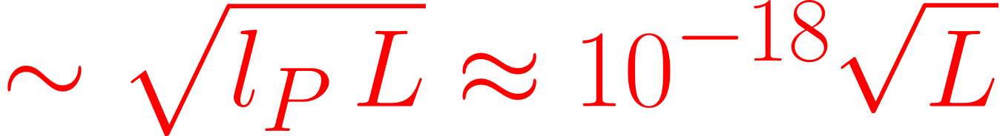 ∼ √(l_P L) ≈ 10^{−18}√L